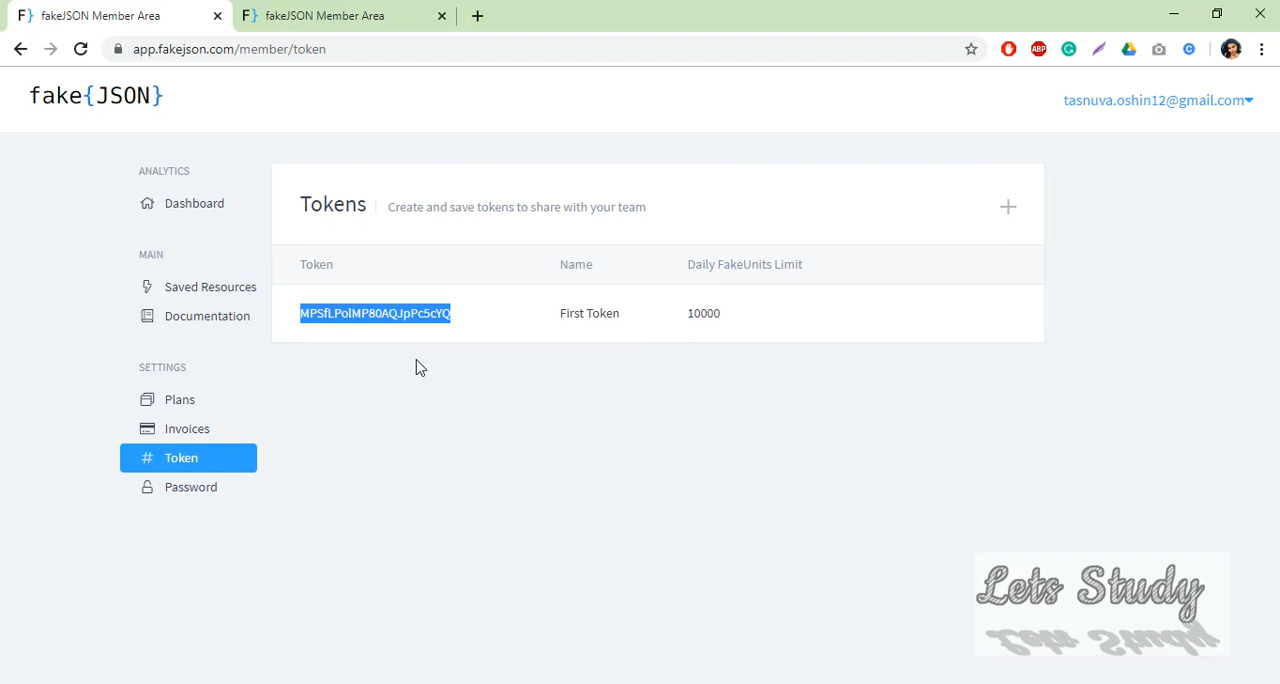 F} fakeJSON Member Area
F} fakeJSON Member Area
app.fakejson.com/member/token
ABP
fake{JSON}
tasnuva.oshin12@gmail.com
ANALYTICS
Dashboard
MAIN
Saved Resources
Documentation
SETTINGS
Plans
Invoices
# Token
Password
Tokens
Create and save tokens to share with your team
Token Name Daily FakeUnits Limit
MPSfLPolMP80AQJpPc5cYQ First Token 10000
Lets Study